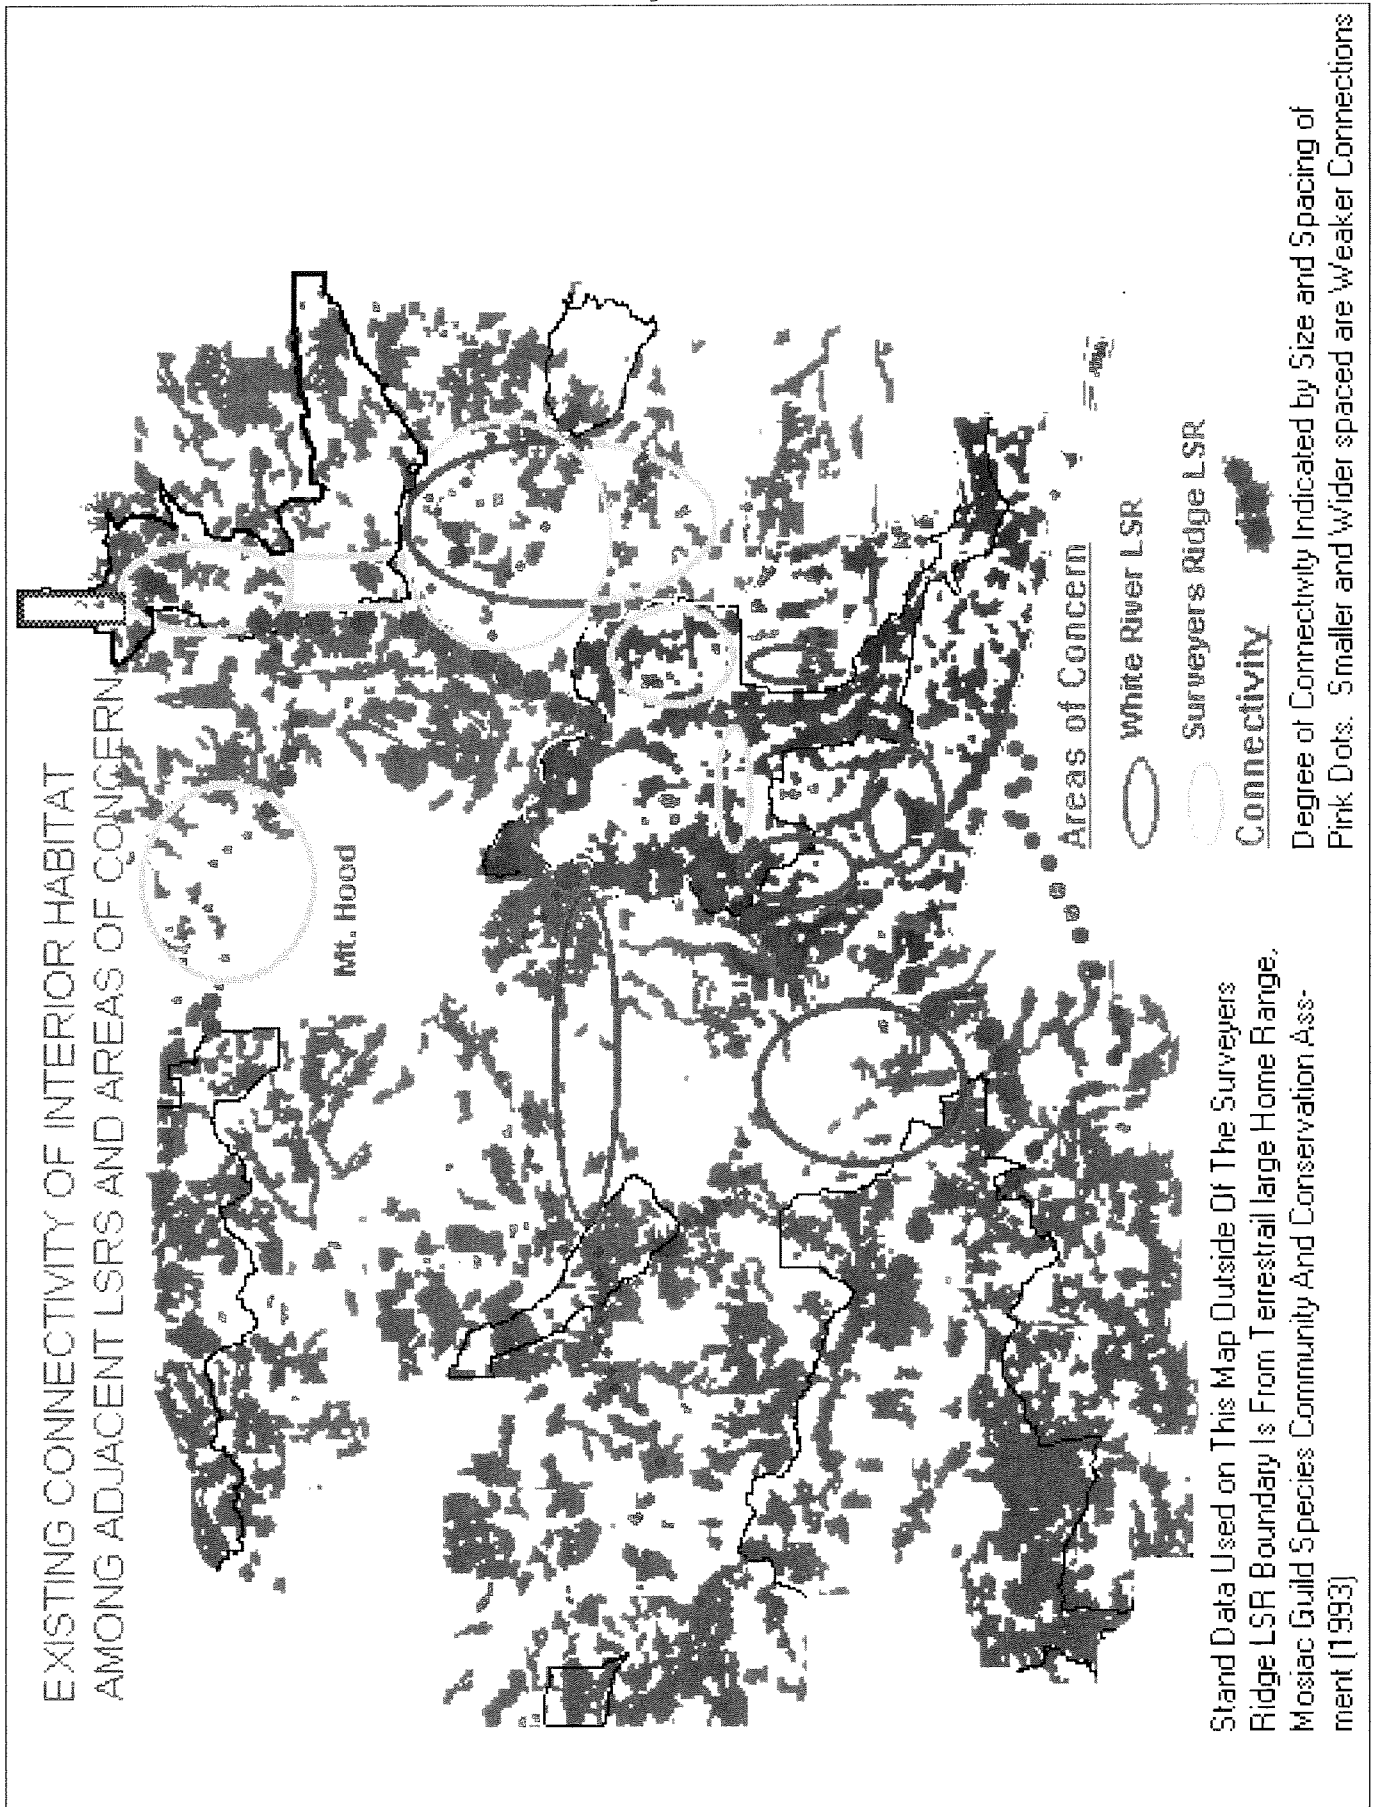 EXISTING CONNECTIVITY OF INTERIOR HABITAT
AMONG ADJACENT LSRS AND AREAS OF CONCERN
Mt. Hood
Areas of Concern
White River LSR
Surveyers Ridge LSR
Connectivity
Degree of Connectivity Indicated by Size and Spacing of
Pink Dots. Smaller and Wider spaced are Weaker Connections
Stand Data Used on This Map Outside Of The Surveyers
Ridge LSR Boundary Is From Terrestrail large Home Range,
Mosiac Guild Species Community And Conservation Ass-
ment (1993)